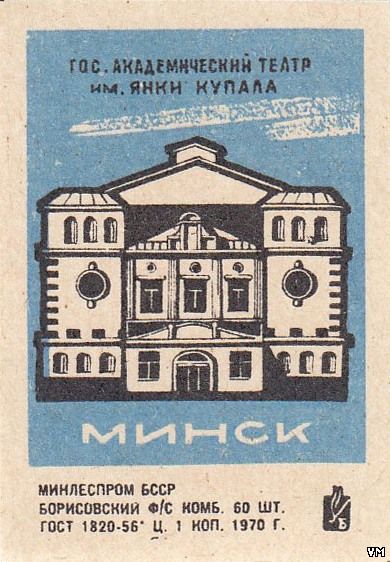 ГОС. АКАДЕМИЧЕСКИЙ ТЕАТР
ИМ. ЯНКИ КУПАЛА
МИНСК
МИНЛЕСПРОМ БССР
БОРИСОВСКИЙ Ф/С КОМБ. 60 ШТ.
ГОСТ 1820-56* Ц. 1 КОП. 1970 Г.
Б
VM